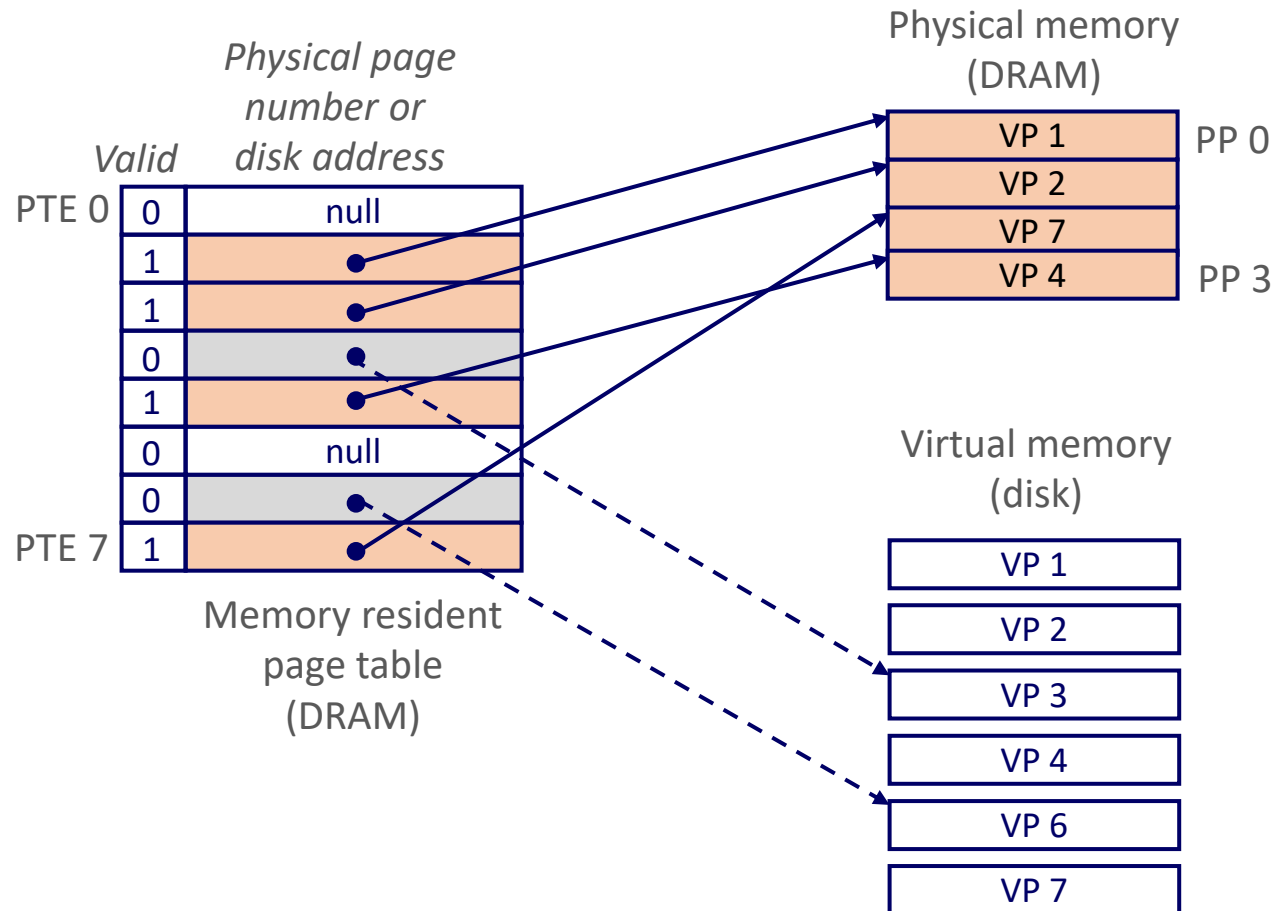 Physical page
number or
disk address
Valid
PTE 0
0
null
1
1
0
1
0
null
0
PTE 7
1
Memory resident
page table
(DRAM)
Physical memory
(DRAM)
VP 1
PP 0
VP 2
VP 7
VP 4
PP 3
Virtual memory
(disk)
VP 1
VP 2
VP 3
VP 4
VP 6
VP 7